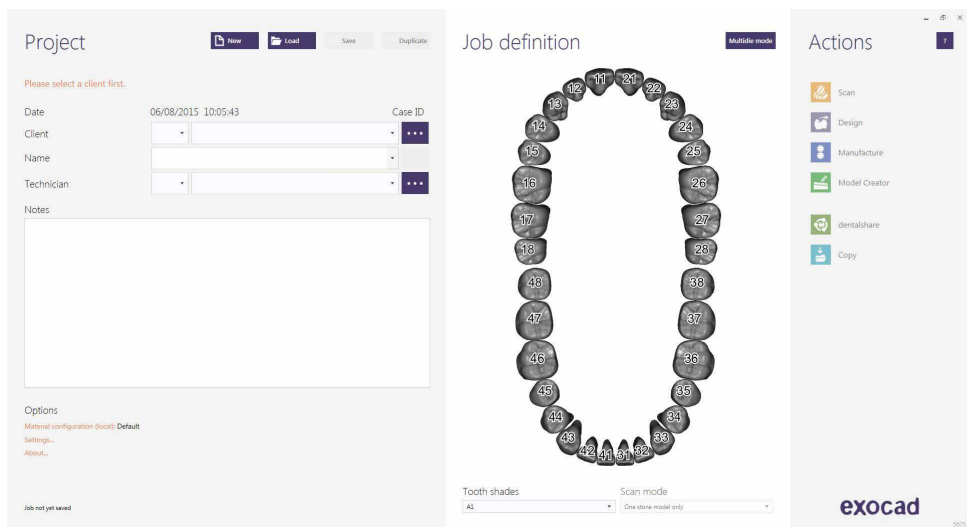 Project
New
Load
Save
Duplicate
Please select a client first.
Date
06/08/2015 10:05:43
Case ID
Client
Name
Technician
Notes
Options
Material configuration (local): Default
Settings...
About...
Job not yet saved
Job definition
Multidie mode
11 21
12 22
13 23
14 24
15 25
16 26
17 27
18 28
48 38
47 37
46 36
45 35
44 34
43 33
42 41 31 32
Tooth shades
Scan mode
A1
One stone model only
Actions
?
Scan
Design
Manufacture
Model Creator
dentalshare
Copy
exocad
5875